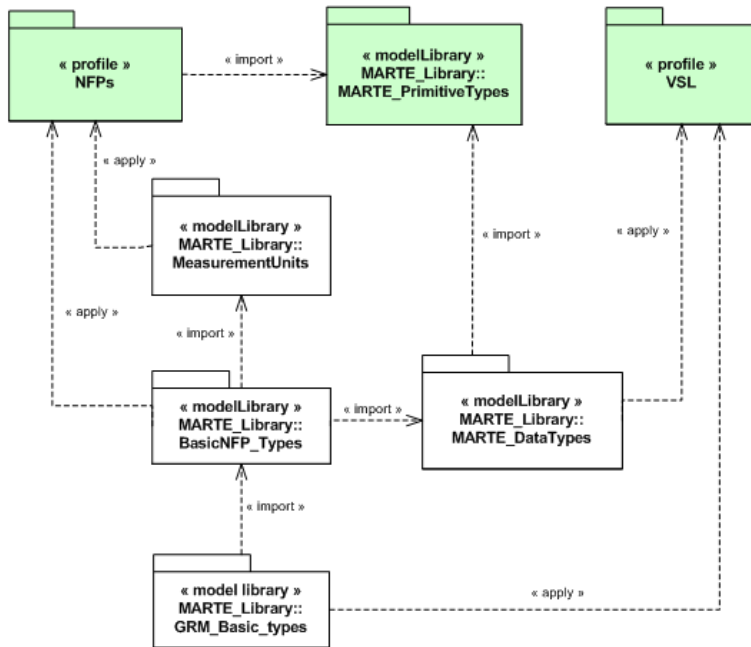 « profile »
NFPs
« import »
« modelLibrary »
MARTE_Library::
MARTE_PrimitiveTypes
« profile »
VSL
« apply »
« modelLibrary »
MARTE_Library::
MeasurementUnits
« import »
« apply »
« apply »
« import »
« modelLibrary »
MARTE_Library::
BasicNFP_Types
« import »
« modelLibrary »
MARTE_Library::
MARTE_DataTypes
« import »
« model library »
MARTE_Library::
GRM_Basic_types
« apply »